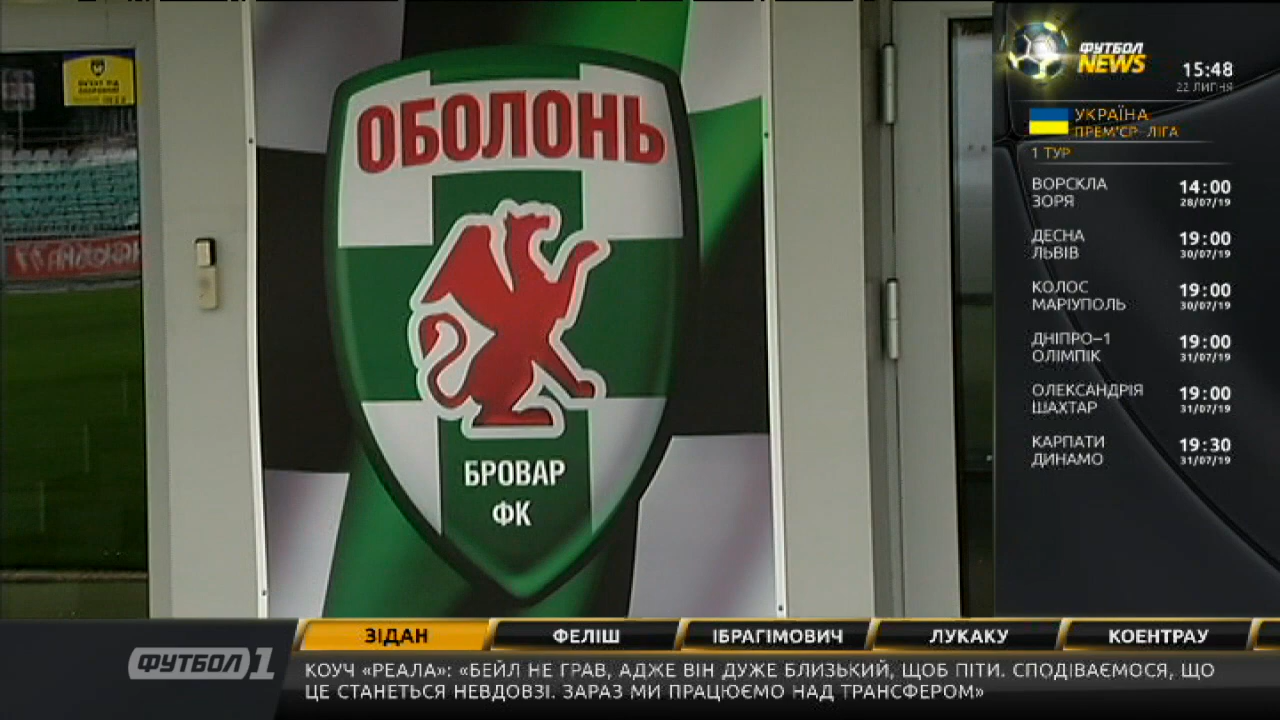 ОБОЛОНЬ
БРОВАР
ФК
ФУТБОЛ
NEWS
15:48
22 ЛИПНЯ
УКРАЇНА
ПРЕМ'ЄР-ЛІГА
1 ТУР
ВОРСКЛА 14:00
ЗОРЯ 28/07/19
ДЕСНА 19:00
ЛЬВІВ 30/07/19
КОЛОС 19:00
МАРІУПОЛЬ 30/07/19
ДНІПРО-1 19:00
ОЛІМПІК 31/07/19
ОЛЕКСАНДРІЯ 19:00
ШАХТАР 31/07/19
КАРПАТИ 19:30
ДИНАМО 31/07/19
ЗІДАН ФЕЛІШ ІБРАГІМОВИЧ ЛУКАКУ КОЕНТРАУ
ФУТБОЛ 1
КОУЧ «РЕАЛА»: «БЕЙЛ НЕ ГРАВ, АДЖЕ ВІН ДУЖЕ БЛИЗЬКИЙ, ЩОБ ПІТИ. СПОДІВАЄМОСЯ, ЩО
ЦЕ СТАНЕТЬСЯ НЕВДОВЗІ. ЗАРАЗ МИ ПРАЦЮЄМО НАД ТРАНСФЕРОМ»